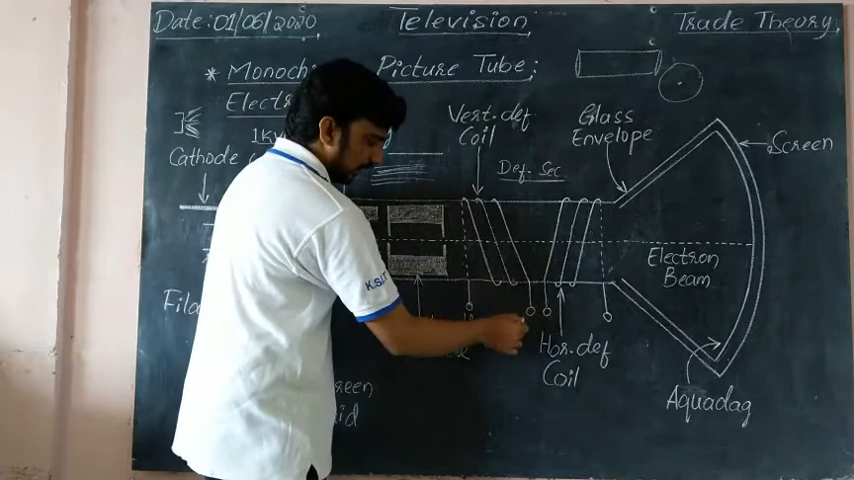 Date: 01/06/2020
Television
Trade Theory
* Monoch
Picture Tube;
Electr
1kv
Cathode
Vert. def
Coil
Glass
Envelope
Screen
Def. Sec
Electron
Beam
K.S.I
Fila
Hor. def
Coil
Aquadag
reen
id